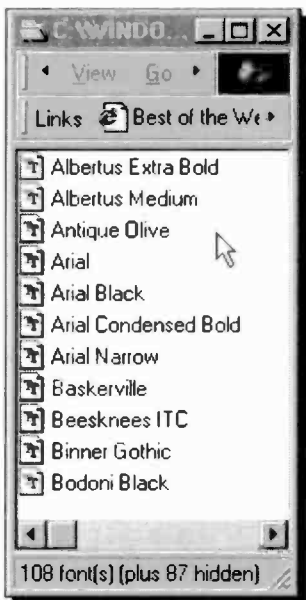 C:\WINDO...
View Go
Links Best of the We
Albertus Extra Bold
Albertus Medium
Antique Olive
Arial
Arial Black
Arial Condensed Bold
Arial Narrow
Baskerville
Beesknees ITC
Binner Gothic
Bodoni Black
108 font(s) (plus 87 hidden)